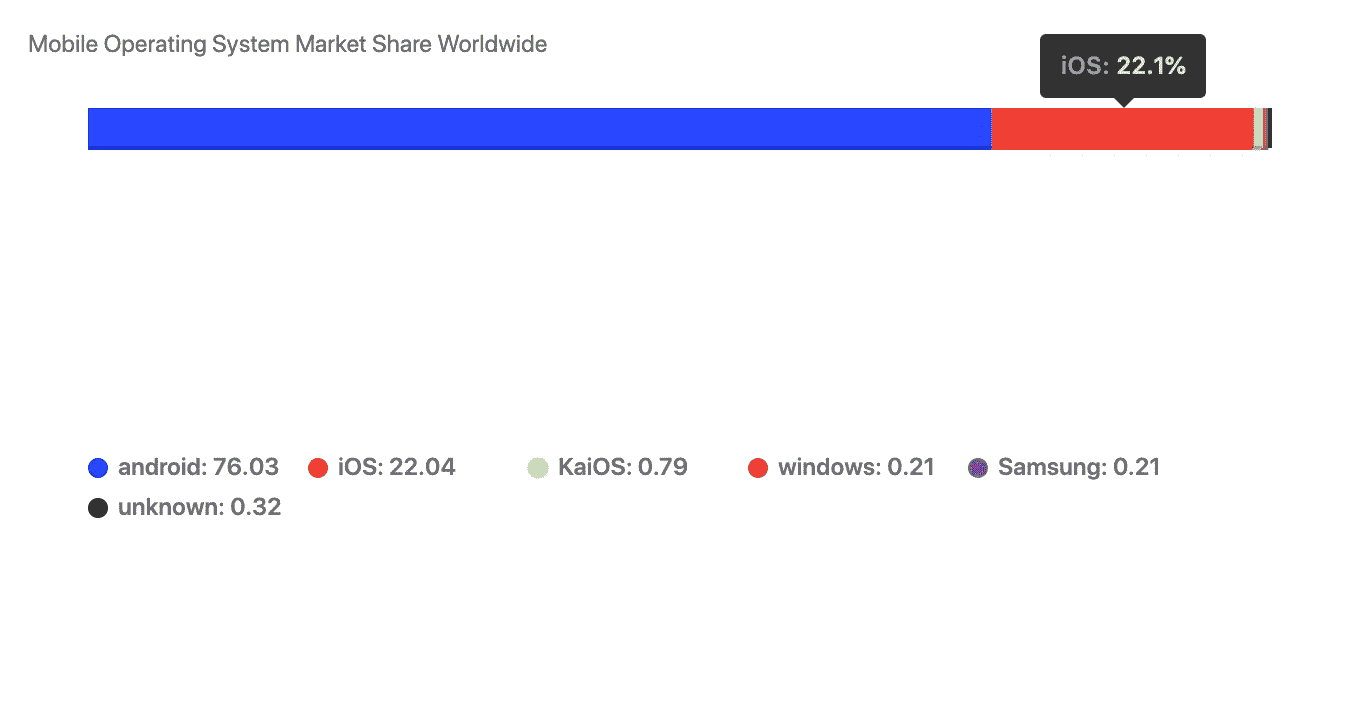 Mobile Operating System Market Share Worldwide
iOS: 22.1%
android: 76.03 iOS: 22.04 KaiOS: 0.79 windows: 0.21 Samsung: 0.21
unknown: 0.32